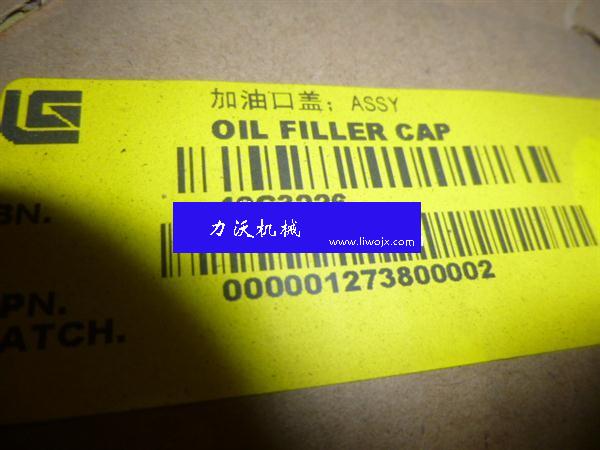 加油口盖；ASSY
OIL FILLER CAP
BN.
力沃机械
www.liwojx.com
000001273800002
PN.
ATCH.